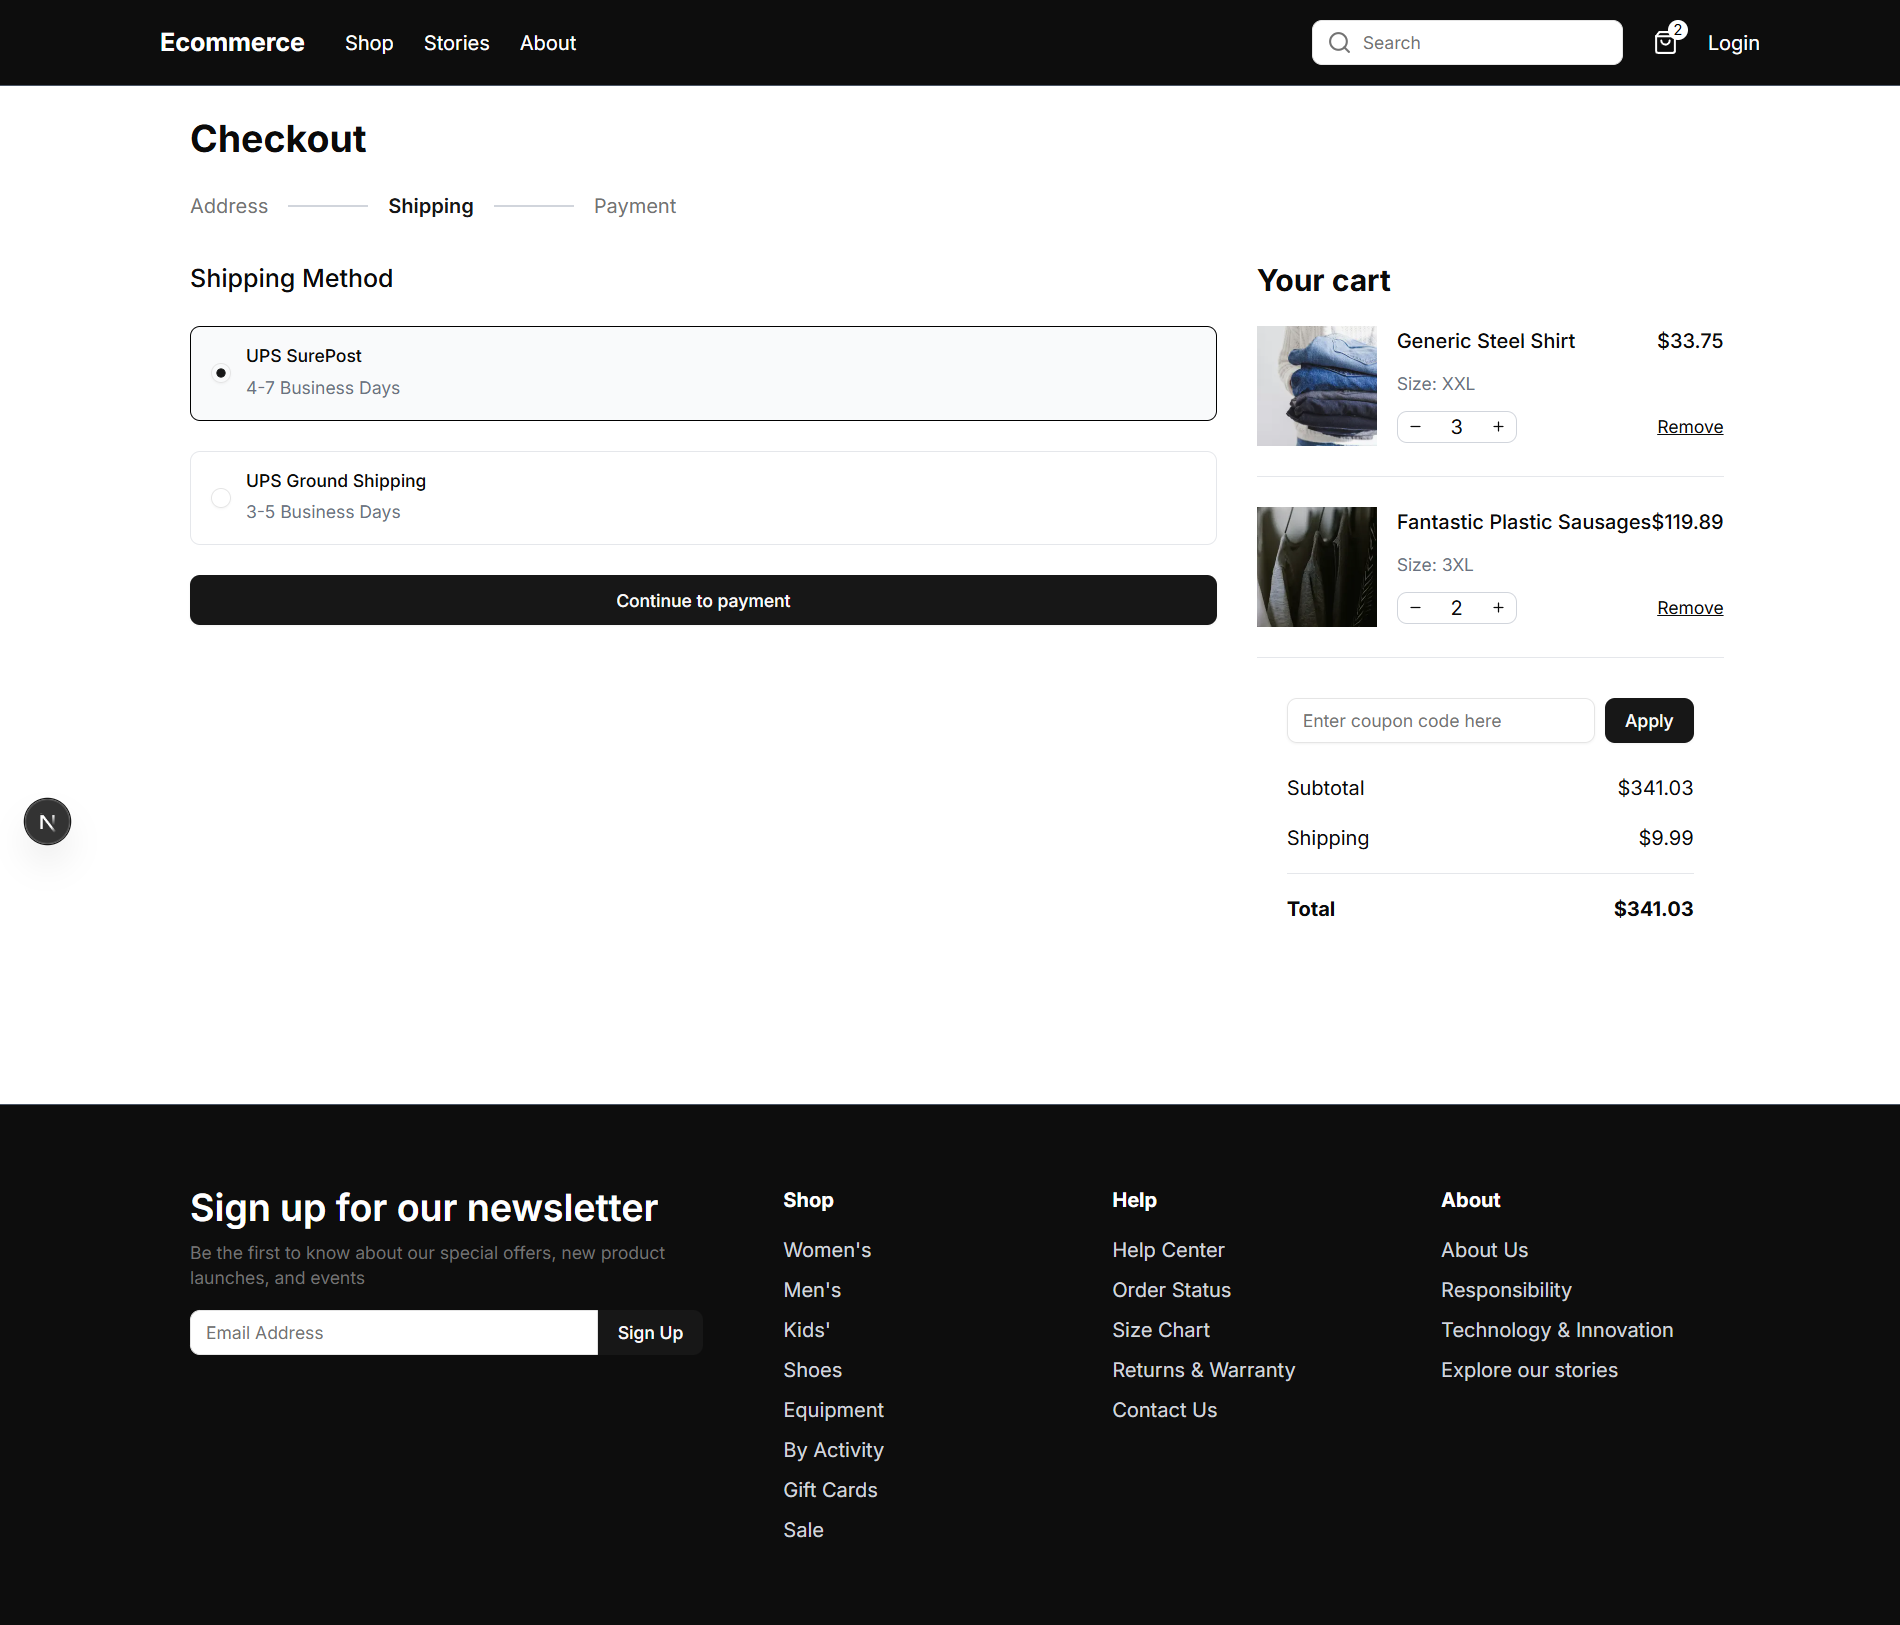 Ecommerce Shop Stories About Search 2 Login
Checkout
Address Shipping Payment
Shipping Method
UPS SurePost
4-7 Business Days
UPS Ground Shipping
3-5 Business Days
Continue to payment
Your cart
Generic Steel Shirt $33.75
Size: XXL
− 3 + Remove
Fantastic Plastic Sausages $119.89
Size: 3XL
− 2 + Remove
Enter coupon code here Apply
Subtotal $341.03
Shipping $9.99
Total $341.03
N
Sign up for our newsletter
Be the first to know about our special offers, new product
launches, and events
Email Address Sign Up
Shop
Women's
Men's
Kids'
Shoes
Equipment
By Activity
Gift Cards
Sale
Help
Help Center
Order Status
Size Chart
Returns & Warranty
Contact Us
About
About Us
Responsibility
Technology & Innovation
Explore our stories